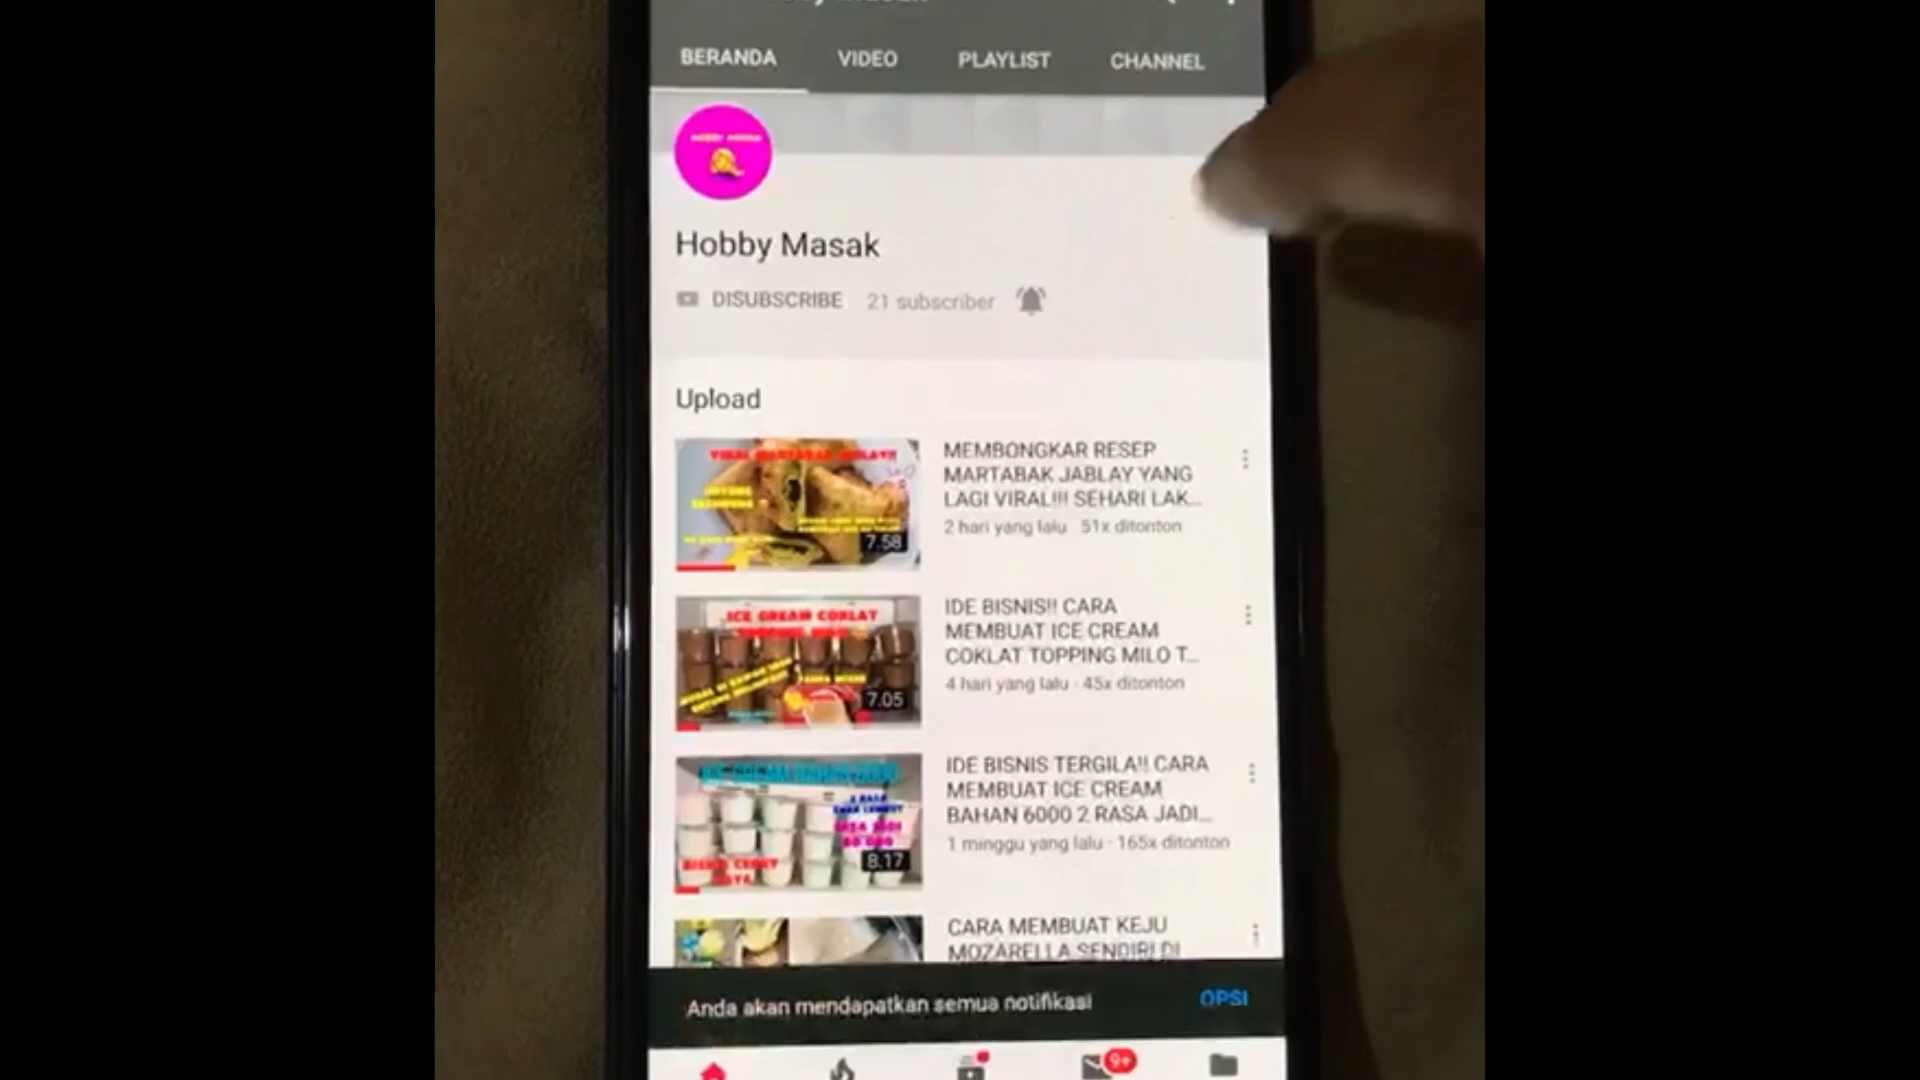 BERANDA VIDEO PLAYLIST CHANNEL
Hobby Masak
DISUBSCRIBE 21 subscriber
Upload
MEMBONGKAR RESEP
MARTABAK JABLAY YANG
LAGI VIRAL!!! SEHARI LAK...
2 hari yang lalu · 51x ditonton
7.58
ICE CREAM COKLAT
7.05
IDE BISNIS!! CARA
MEMBUAT ICE CREAM
COKLAT TOPPING MILO T...
4 hari yang lalu · 45x ditonton
8.17
IDE BISNIS TERGILA!! CARA
MEMBUAT ICE CREAM
BAHAN 6000 2 RASA JADI...
1 minggu yang lalu · 165x ditonton
CARA MEMBUAT KEJU
MOZARELLA SENDIRI DI
Anda akan mendapatkan semua notifikasi OPSI
9+